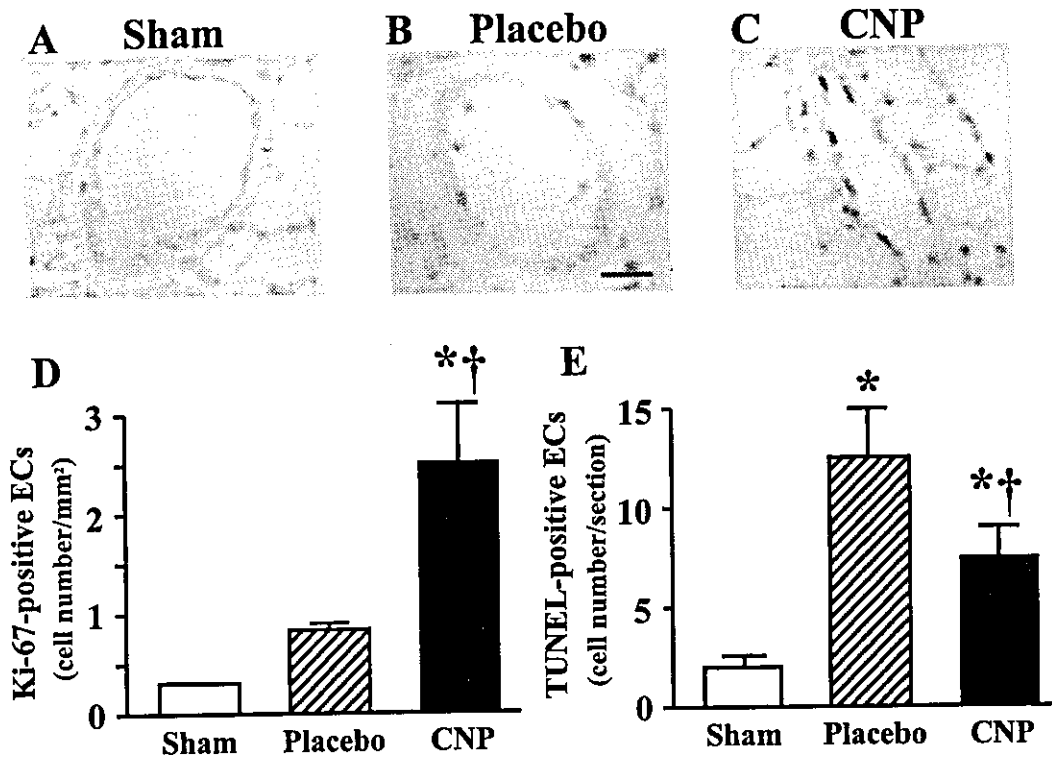 A Sham
B Placebo
C CNP
D
Ki-67-positive ECs
(cell number/mm²)
3
2
1
0
*†
Sham Placebo CNP
E
TUNEL-positive ECs
(cell number/section)
15
10
5
0
*
*†
Sham Placebo CNP